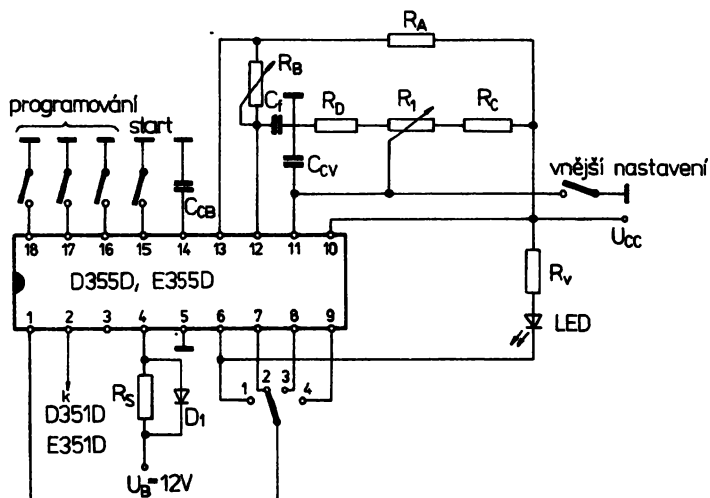 R_A
R_B
C_f
R_D
R_1
R_C
programování
start
C_CV
vnější nastavení
C_CB
18 17 16 15 14 13 12 11 10
U_CC
D355D, E355D
R_v
LED
1 2 3 4 5 6 7 8 9
1 2 3 4
k
D351D
E351D
R_S
D_1
U_B=12V